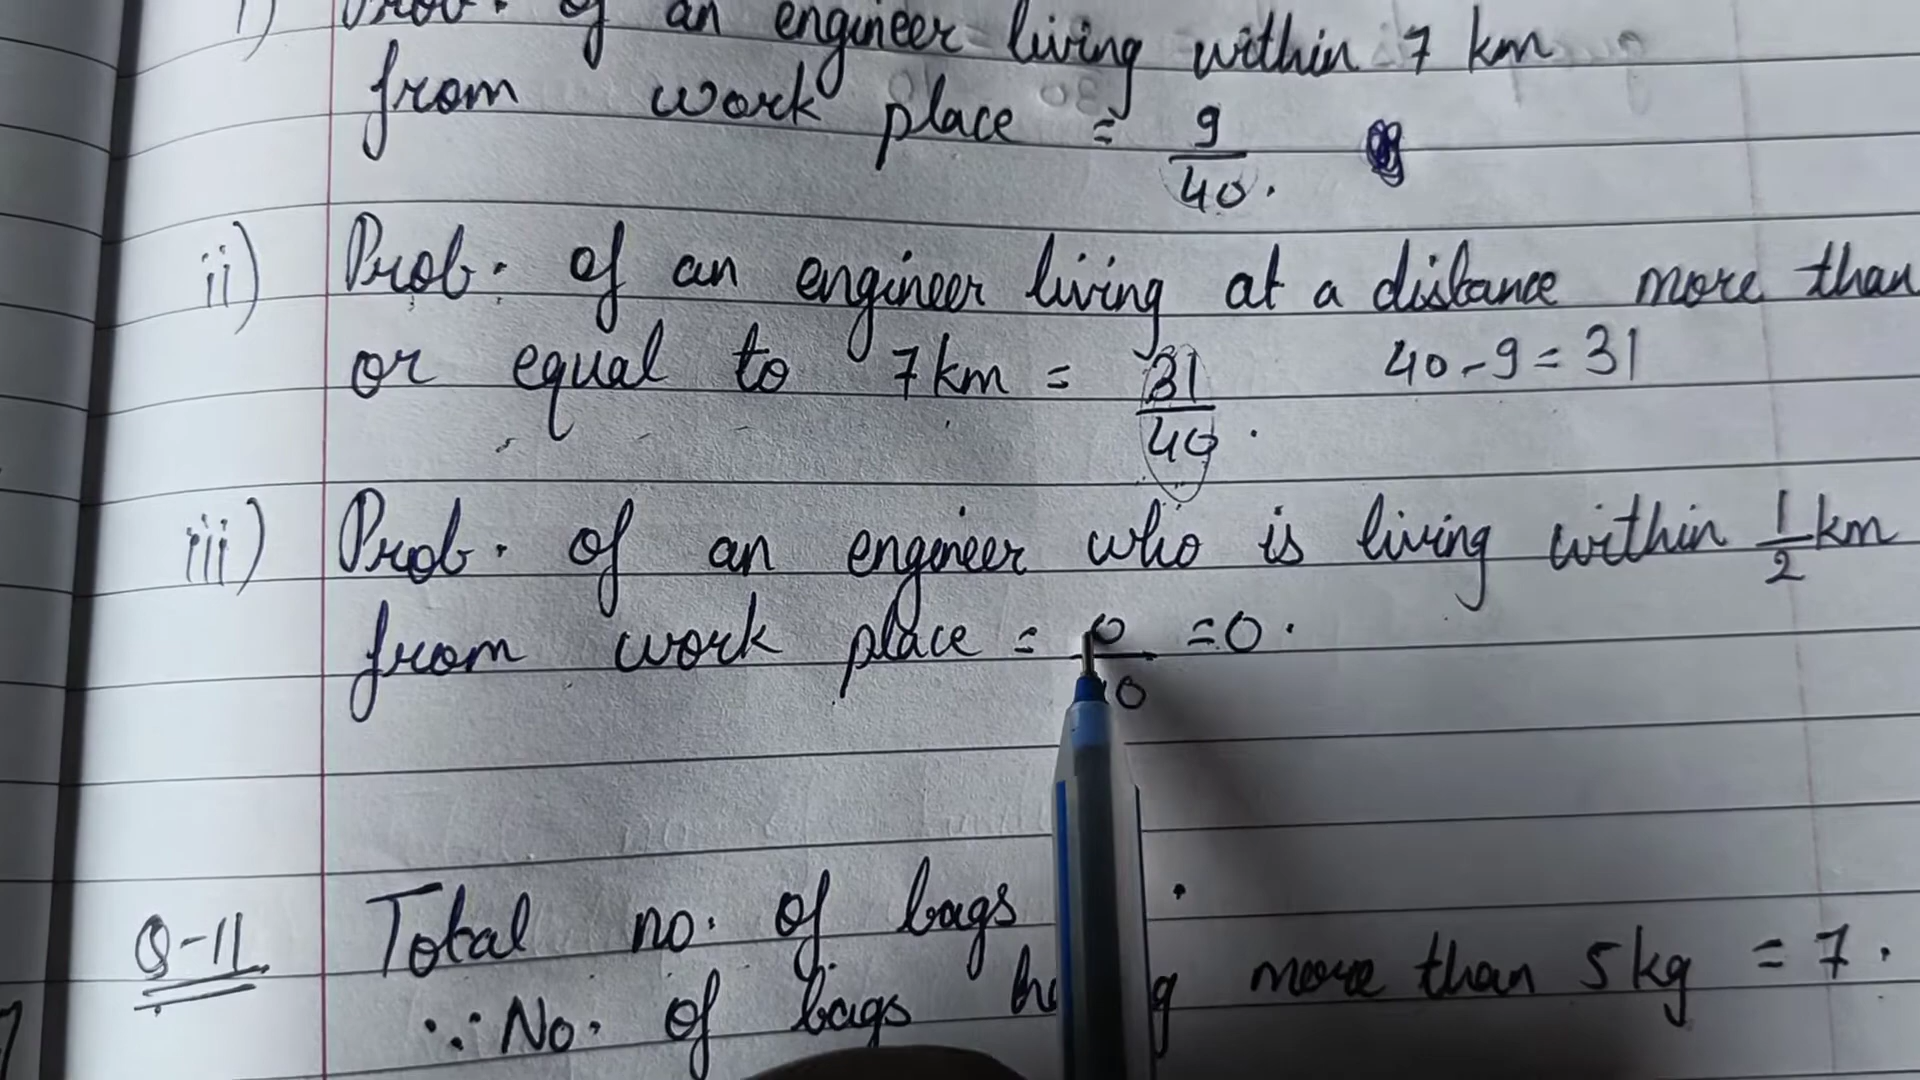 i) Prob. of an engineer living within 7 km
from work place = 9/40.
ii) Prob. of an engineer living at a distance more than
or equal to 7 km = 31/40. 40-9=31
iii) Prob. of an engineer who is living within 1/2 km
from work place = 0/ 0 =0.
Q-11 Total no. of bags .
∵ No. of bags more than 5 kg = 7.